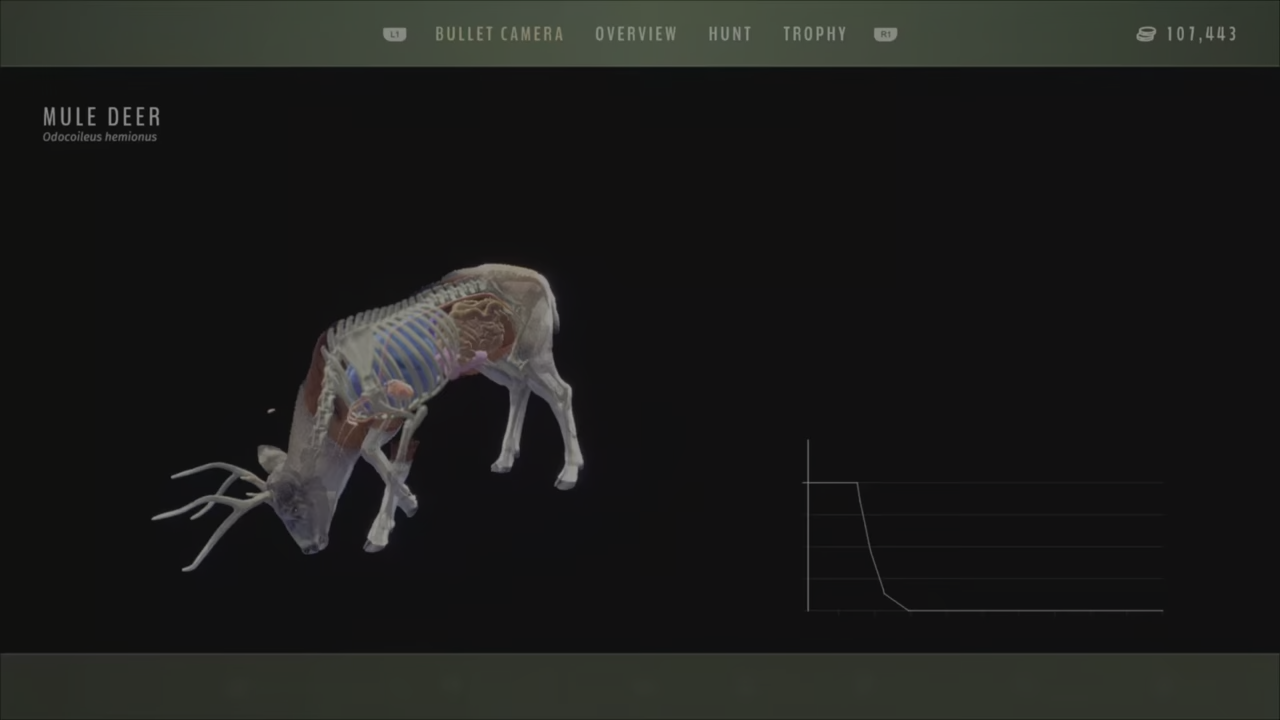 L1 BULLET CAMERA OVERVIEW HUNT TROPHY R1 107,443
MULE DEER
Odocoileus hemionus